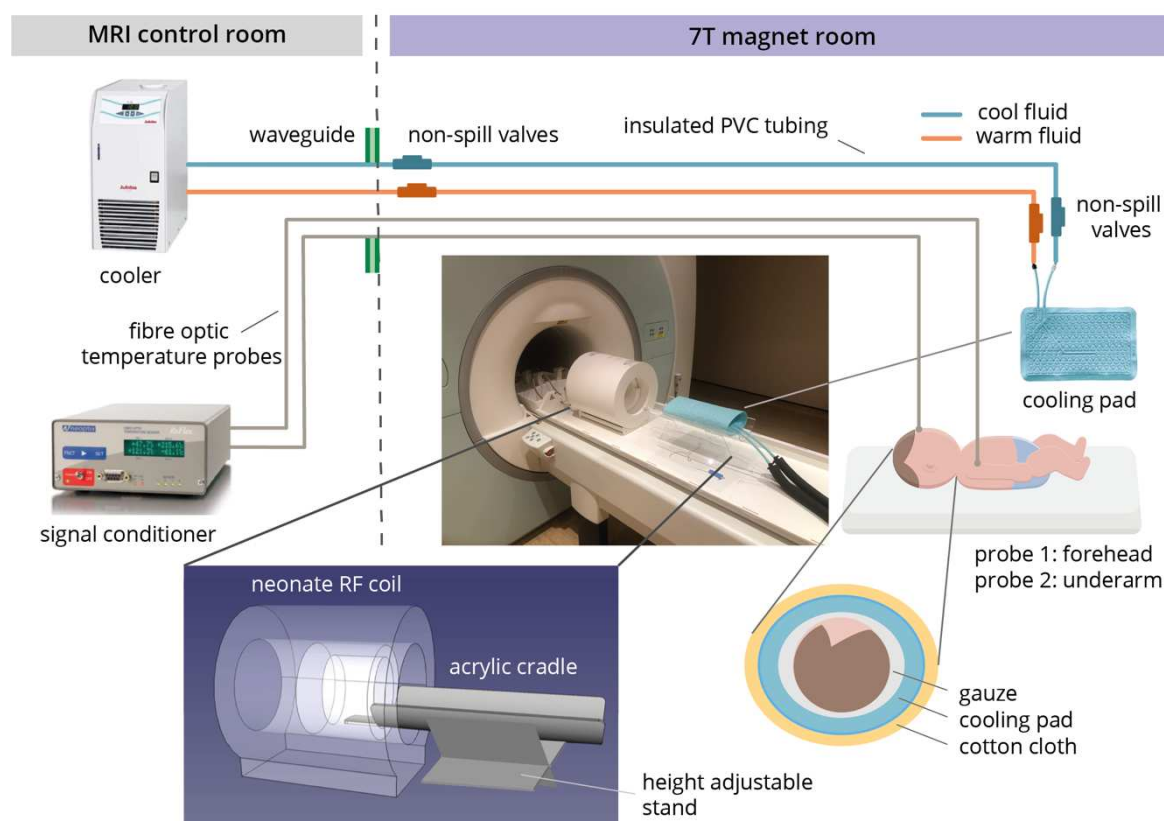 MRI control room
7T magnet room
cool fluid
warm fluid
waveguide
non-spill valves
insulated PVC tubing
non-spill
valves
cooler
fibre optic
temperature probes
cooling pad
signal conditioner
probe 1: forehead
probe 2: underarm
neonate RF coil
acrylic cradle
height adjustable
stand
gauze
cooling pad
cotton cloth